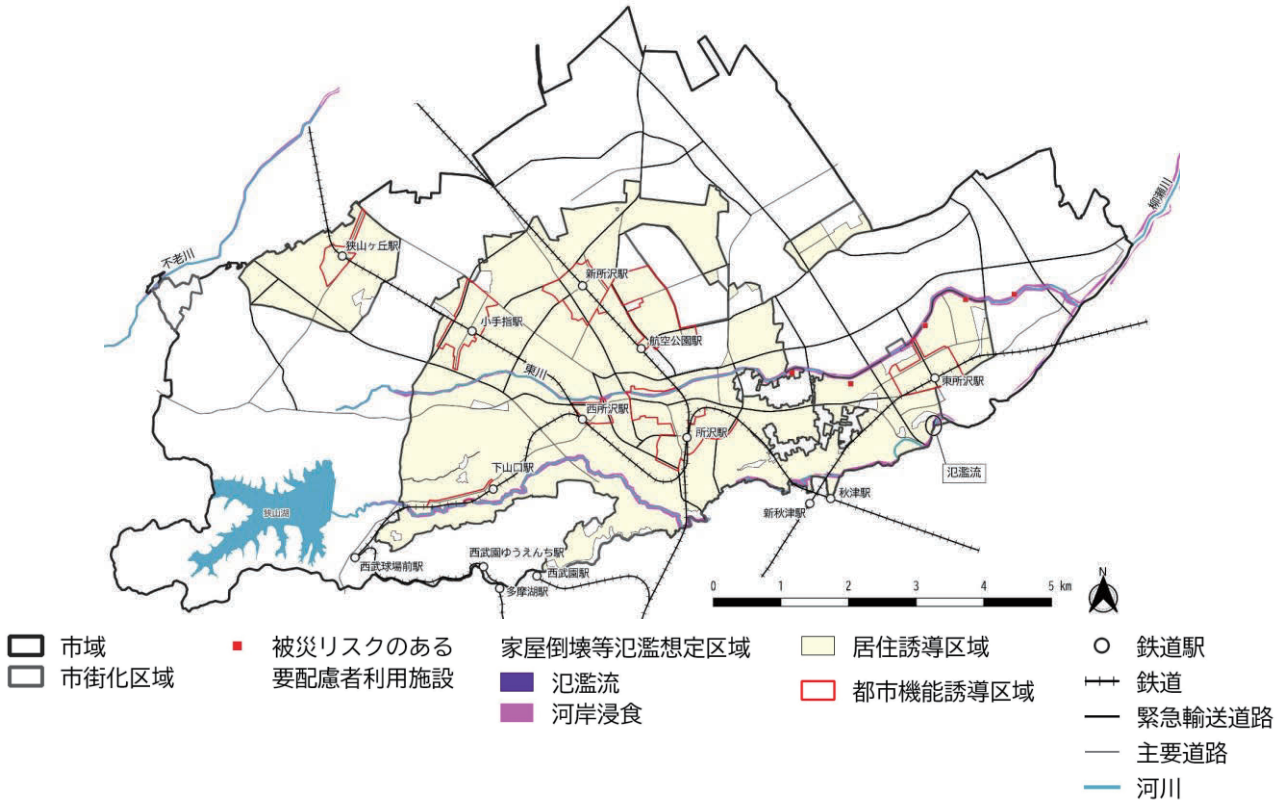 不老川
柳瀬川
狭山ヶ丘駅
新所沢駅
小手指駅
航空公園駅
東川
東所沢駅
西所沢駅
所沢駅
氾濫流
下山口駅
秋津駅
新秋津駅
狭山湖
西武球場前駅
西武園ゆうえんち駅
西武園駅
多摩湖駅
0 1 2 3 4 5 km
N
市域
市街化区域
被災リスクのある
要配慮者利用施設
家屋倒壊等氾濫想定区域
氾濫流
河岸浸食
居住誘導区域
都市機能誘導区域
鉄道駅
鉄道
緊急輸送道路
主要道路
河川